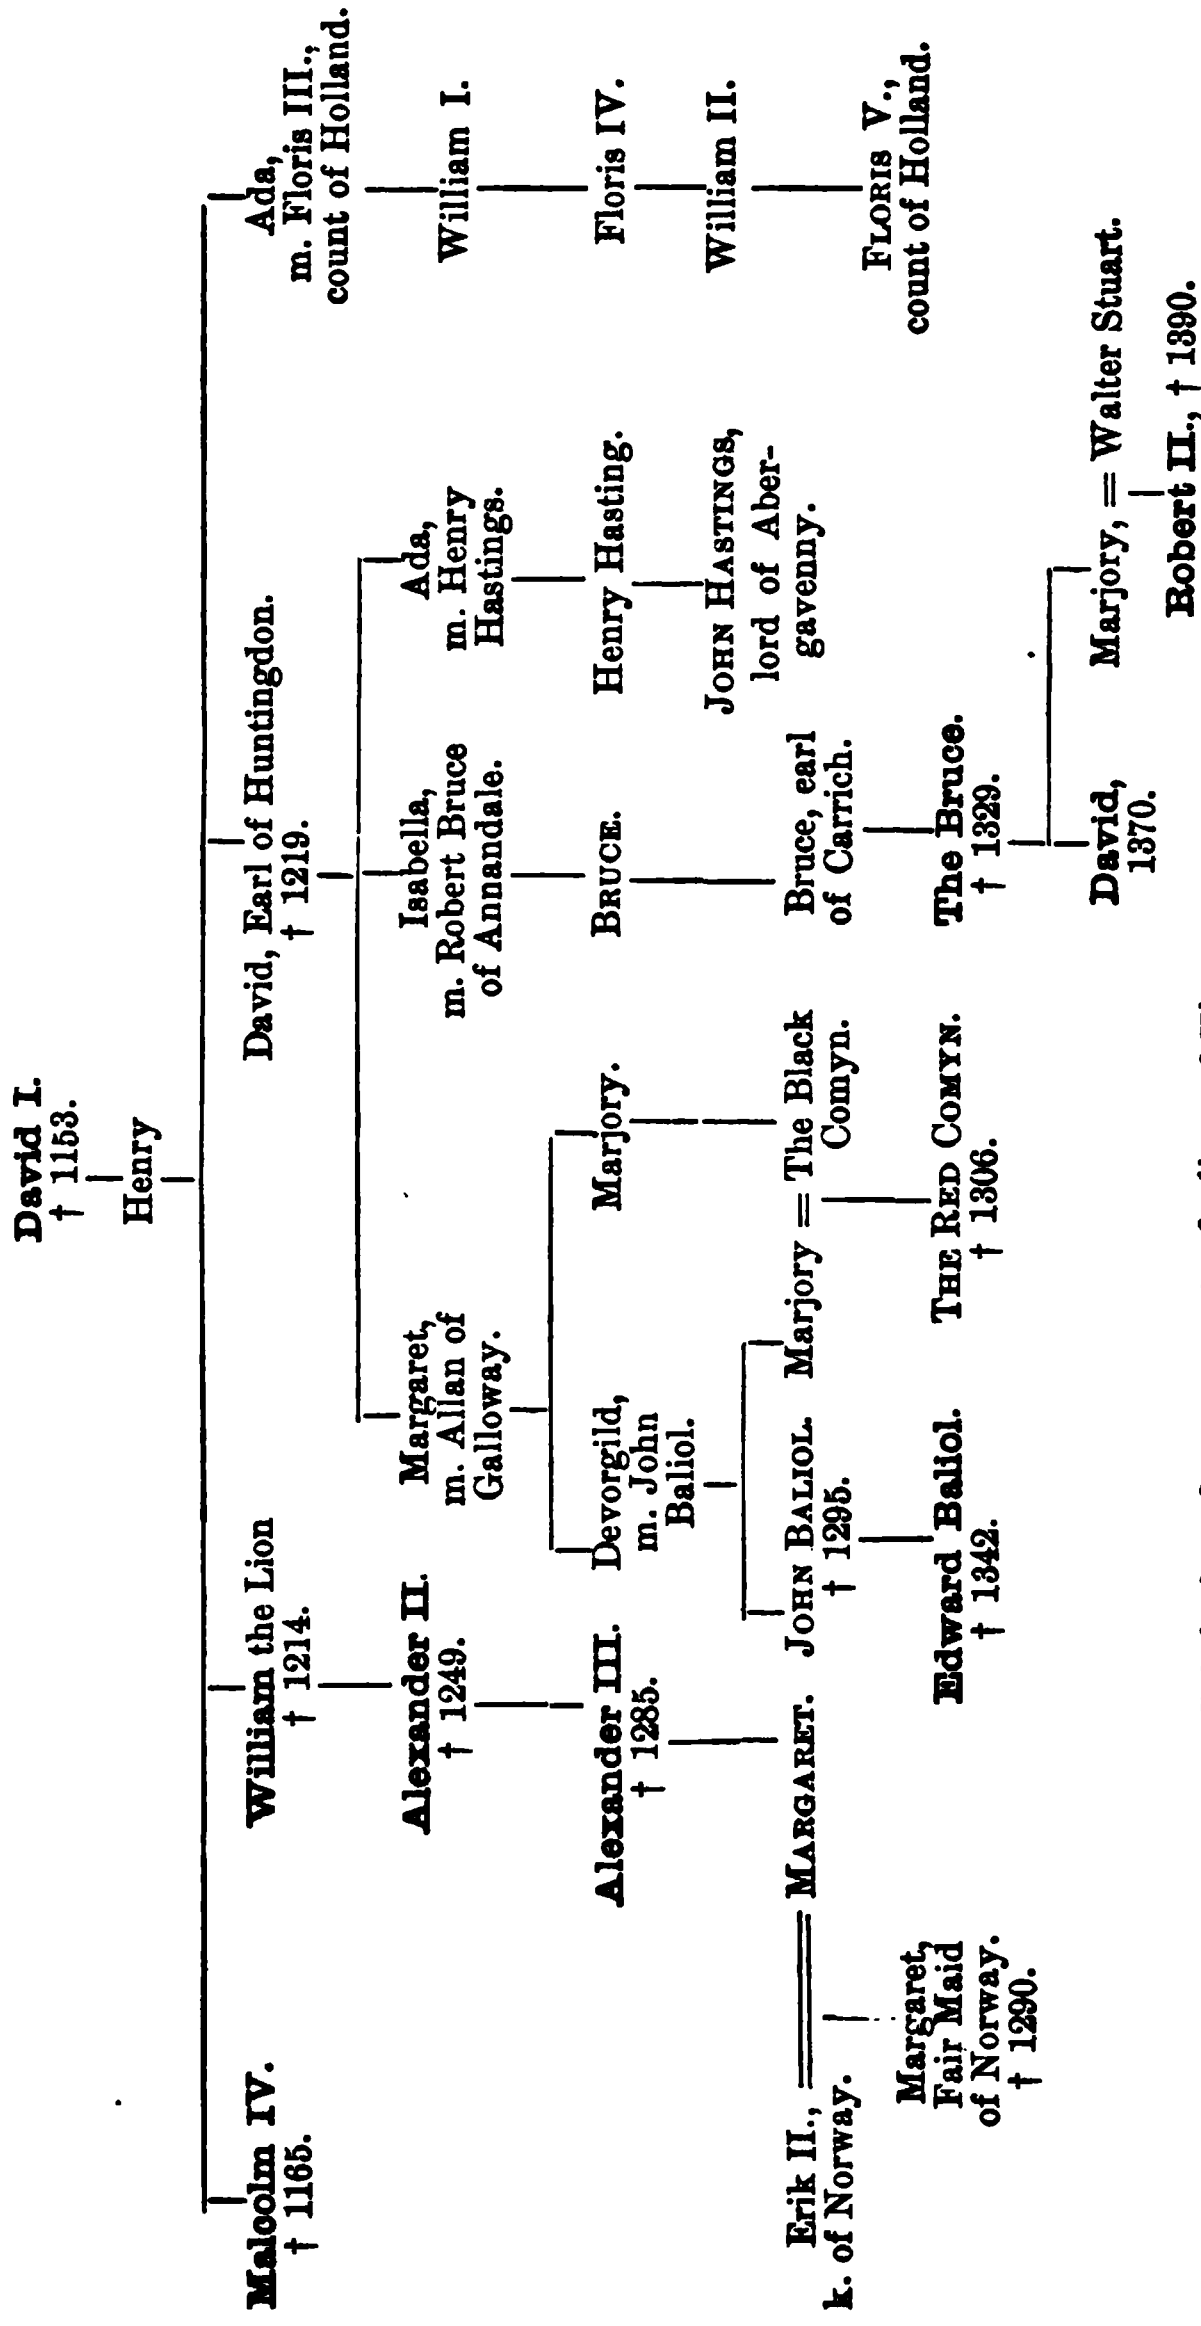 David I.
† 1153.
Henry
Malcolm IV.
† 1165.
William the Lion
† 1214.
David, Earl of Huntingdon.
† 1219.
Ada,
m. Floris III.,
count of Holland.
Alexander II.
† 1249.
Margaret,
m. Allan of
Galloway.
Isabella,
m. Robert Bruce
of Annandale.
Ada,
m. Henry
Hastings.
William I.
Alexander III.
† 1285.
Devorgild,
m. John
Baliol.
Marjory.
BRUCE.
Henry Hasting.
Floris IV.
JOHN HASTINGS,
lord of Aber-
gavenny.
William II.
Erik II., = MARGARET.
k. of Norway.
JOHN BALIOL.
† 1295.
Marjory = The Black
Comyn.
Bruce, earl
of Carrich.
FLORIS V.,
count of Holland.
Margaret,
Fair Maid
of Norway.
† 1290.
Edward Baliol.
† 1342.
THE RED COMYN.
† 1306.
The Bruce.
† 1329.
David,
1370.
Marjory, = Walter Stuart.
Robert II., † 1390.